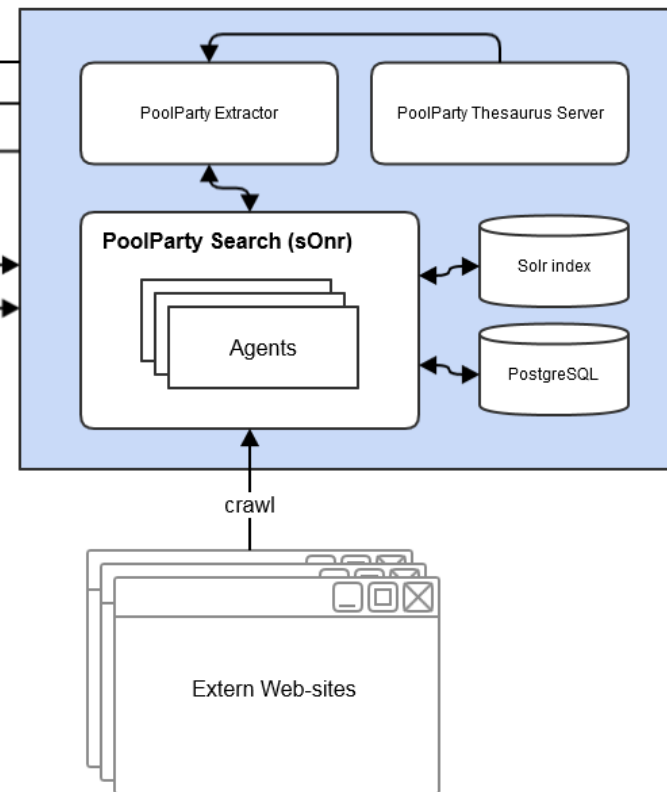 PoolParty Extractor
PoolParty Thesaurus Server
PoolParty Search (sOnr)
Agents
Solr index
PostgreSQL
crawl
Extern Web-sites